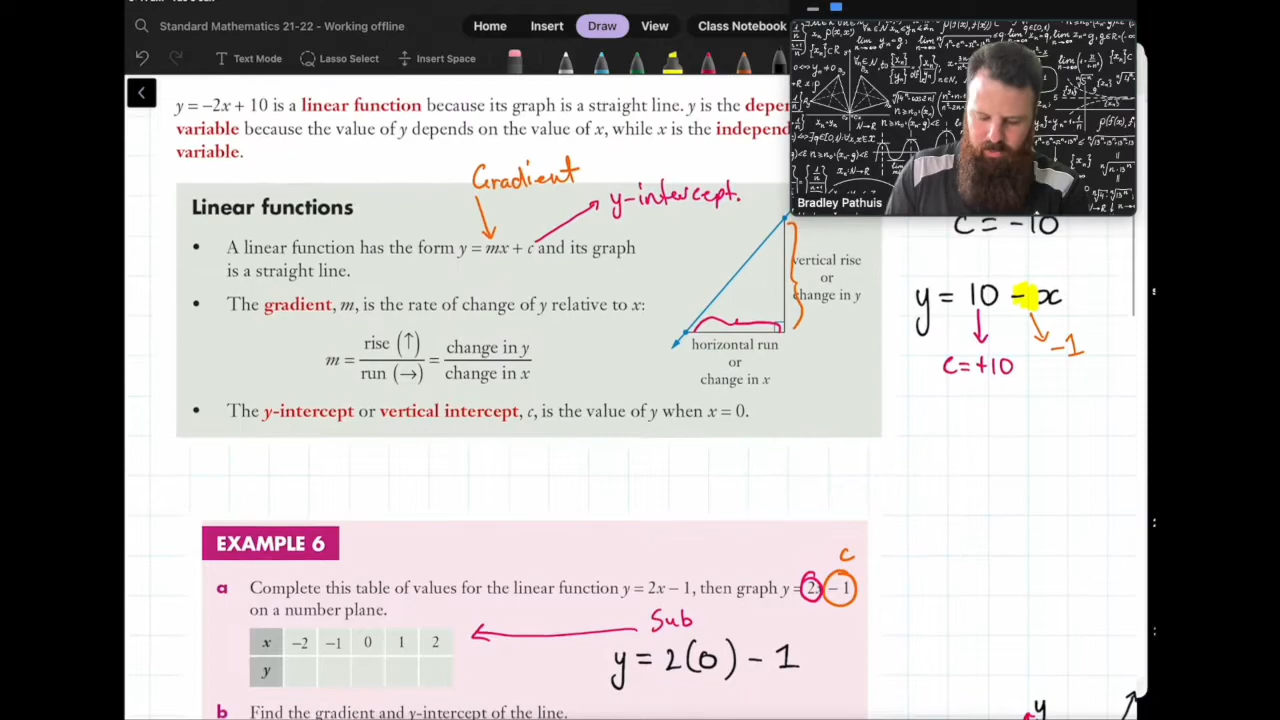 Standard Mathematics 21-22 - Working offline
Home Insert Draw View Class Notebook
Text Mode Lasso Select Insert Space
y = −2x + 10 is a linear function because its graph is a straight line. y is the
variable because the value of y depends on the value of x, while x is the
variable.
Gradient
y-intercept.
Linear functions
• A linear function has the form y = mx + c and its graph
is a straight line.
• The gradient, m, is the rate of change of y relative to x:
m = rise (↑) / run (→) = change in y / change in x
• The y-intercept or vertical intercept, c, is the value of y when x = 0.
vertical rise
or
change in y
horizontal run
or
change in x
Bradley Pathuis
c = -10
y = 10 - x
c = +10
-1
EXAMPLE 6
c
a Complete this table of values for the linear function y = 2x − 1, then graph y = 2x − 1
on a number plane.
x −2 −1 0 1 2
y
Sub
y = 2(0) - 1
b Find the gradient and y-intercept of the line.
y